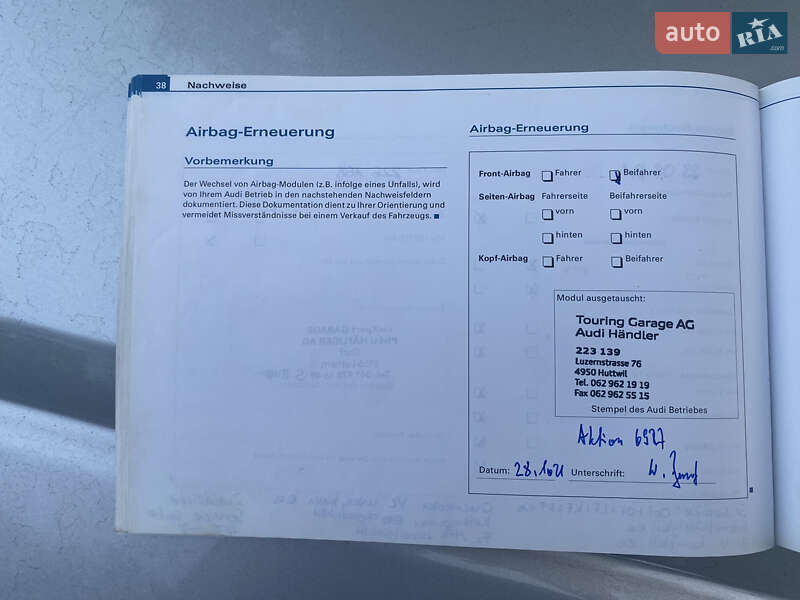 auto RIA .com
38 Nachweise
Airbag-Erneuerung
Vorbemerkung
Der Wechsel von Airbag-Modulen (z.B. infolge eines Unfalls), wird
von Ihrem Audi Betrieb in den nachstehenden Nachweisfeldern
dokumentiert. Diese Dokumentation dient zu Ihrer Orientierung und
vermeidet Missverständnisse bei einem Verkauf des Fahrzeugs.
Airbag-Erneuerung
Front-Airbag Fahrer Beifahrer
Seiten-Airbag Fahrerseite Beifahrerseite
vorn vorn
hinten hinten
Kopf-Airbag Fahrer Beifahrer
Modul ausgetauscht:
Touring Garage AG
Audi Händler
223 139
Luzernstrasse 76
4950 Huttwil
Tel. 062 962 19 19
Fax 062 962 55 15
Stempel des Audi Betriebes
Aktion 69Z7
Datum: Unterschrift: